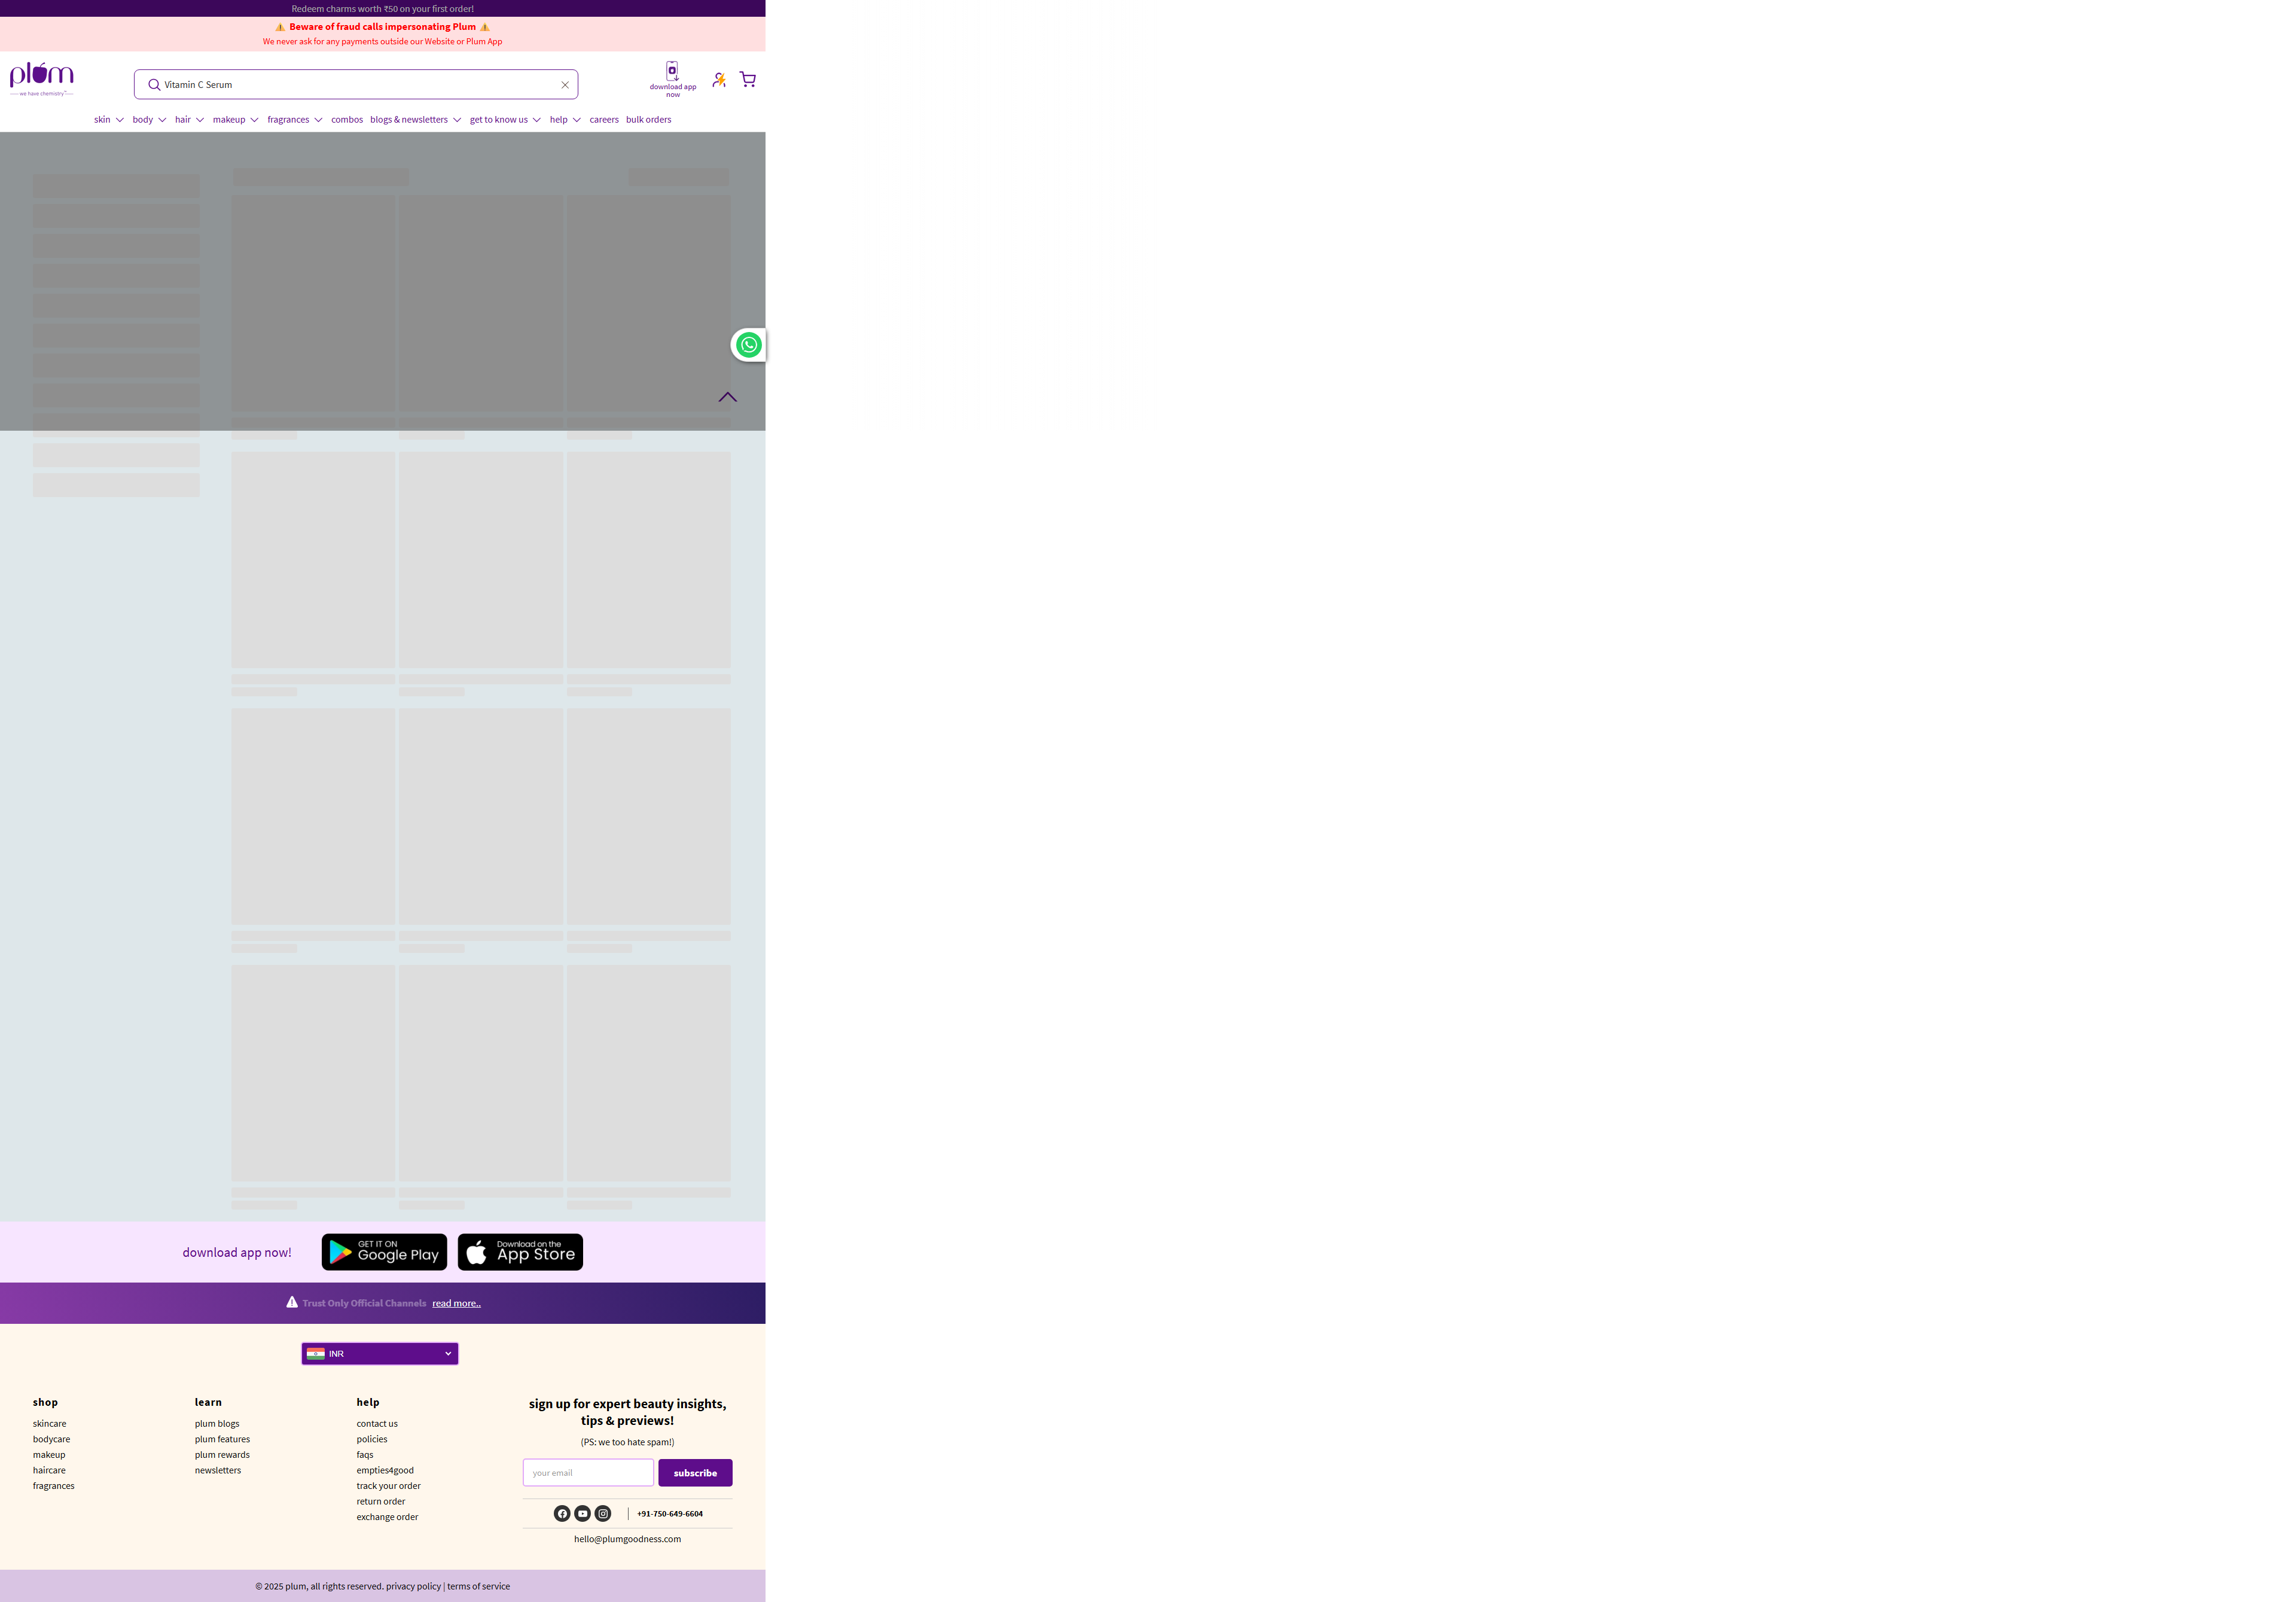 Redeem charms worth ₹50 on your first order!
⚠️ Beware of fraud calls impersonating Plum ⚠️
We never ask for any payments outside our Website or Plum App
plum
we have chemistry™
Vitamin C Serum
download app
now
skin body hair makeup fragrances combos blogs & newsletters get to know us help careers bulk orders
download app now!
GET IT ON
Google Play
Download on the
App Store
Trust Only Official Channels read more..
INR
shop
skincare
bodycare
makeup
haircare
fragrances
learn
plum blogs
plum features
plum rewards
newsletters
help
contact us
policies
faqs
empties4good
track your order
return order
exchange order
sign up for expert beauty insights,
tips & previews!
(PS: we too hate spam!)
your email
subscribe
+91-750-649-6604
hello@plumgoodness.com
© 2025 plum, all rights reserved. privacy policy | terms of service